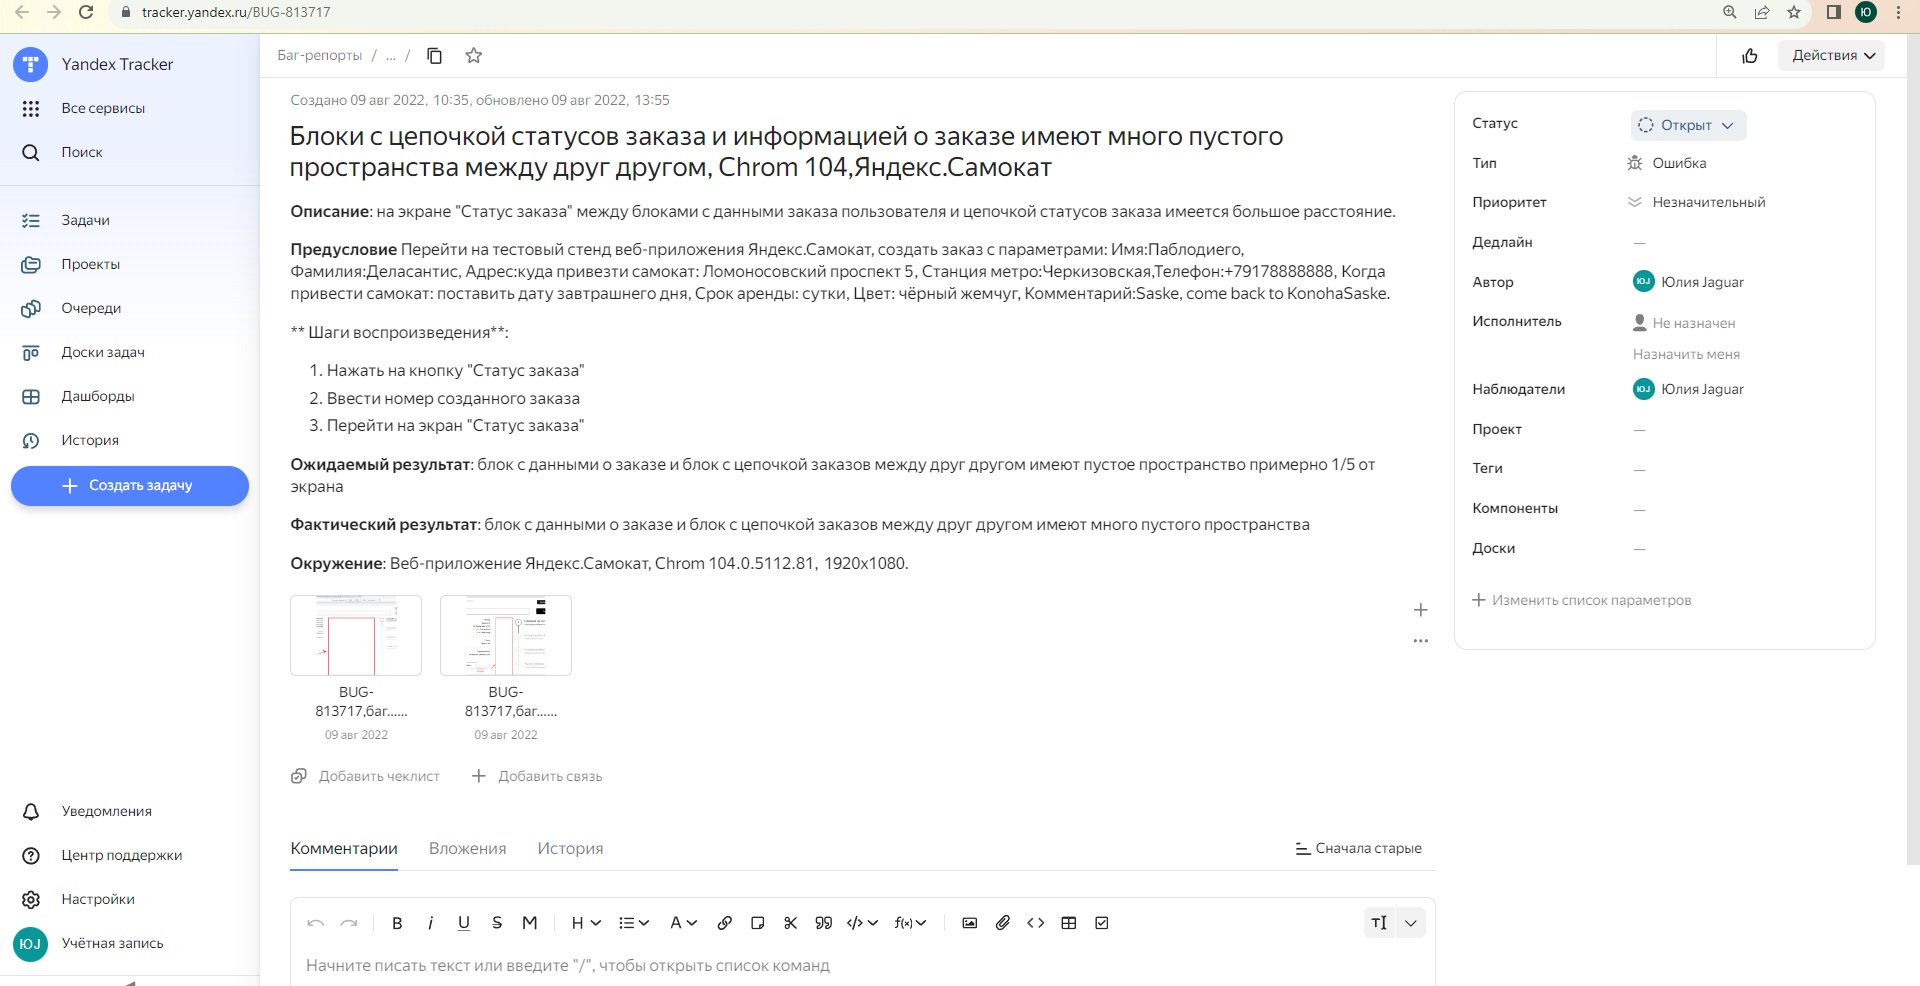 tracker.yandex.ru/BUG-813717
Ю
Yandex Tracker
Все сервисы
Поиск
Задачи
Проекты
Очереди
Доски задач
Дашборды
История
Создать задачу
Уведомления
Центр поддержки
Настройки
ЮJ Учётная запись
Баг-репорты / ... /
Действия
Создано 09 авг 2022, 10:35, обновлено 09 авг 2022, 13:55
Блоки с цепочкой статусов заказа и информацией о заказе имеют много пустого
пространства между друг другом, Chrom 104,Яндекс.Самокат
Описание: на экране "Статус заказа" между блоками с данными заказа пользователя и цепочкой статусов заказа имеется большое расстояние.
Предусловие Перейти на тестовый стенд веб-приложения Яндекс.Самокат, создать заказ с параметрами: Имя:Паблодиего,
Фамилия:Деласантис, Адрес:куда привезти самокат: Ломоносовский проспект 5, Станция метро:Черкизовская,Телефон:+79178888888, Когда
привести самокат: поставить дату завтрашнего дня, Срок аренды: сутки, Цвет: чёрный жемчуг, Комментарий:Saske, come back to KonohaSaske.
** Шаги воспроизведения**:
1. Нажать на кнопку "Статус заказа"
2. Ввести номер созданного заказа
3. Перейти на экран "Статус заказа"
Ожидаемый результат: блок с данными о заказе и блок с цепочкой заказов между друг другом имеют пустое пространство примерно 1/5 от
экрана
Фактический результат: блок с данными о заказе и блок с цепочкой заказов между друг другом имеют много пустого пространства
Окружение: Веб-приложение Яндекс.Самокат, Chrom 104.0.5112.81, 1920x1080.
BUG-
813717,баг......
09 авг 2022
BUG-
813717,баг......
09 авг 2022
Добавить чеклист
Добавить связь
Комментарии
Вложения
История
Сначала старые
B i U S M H A f(x)
Начните писать текст или введите "/", чтобы открыть список команд
Статус Открыт
Тип Ошибка
Приоритет Незначительный
Дедлайн —
Автор ЮJ Юлия Jaguar
Исполнитель Не назначен
Назначить меня
Наблюдатели ЮJ Юлия Jaguar
Проект —
Теги —
Компоненты —
Доски —
Изменить список параметров